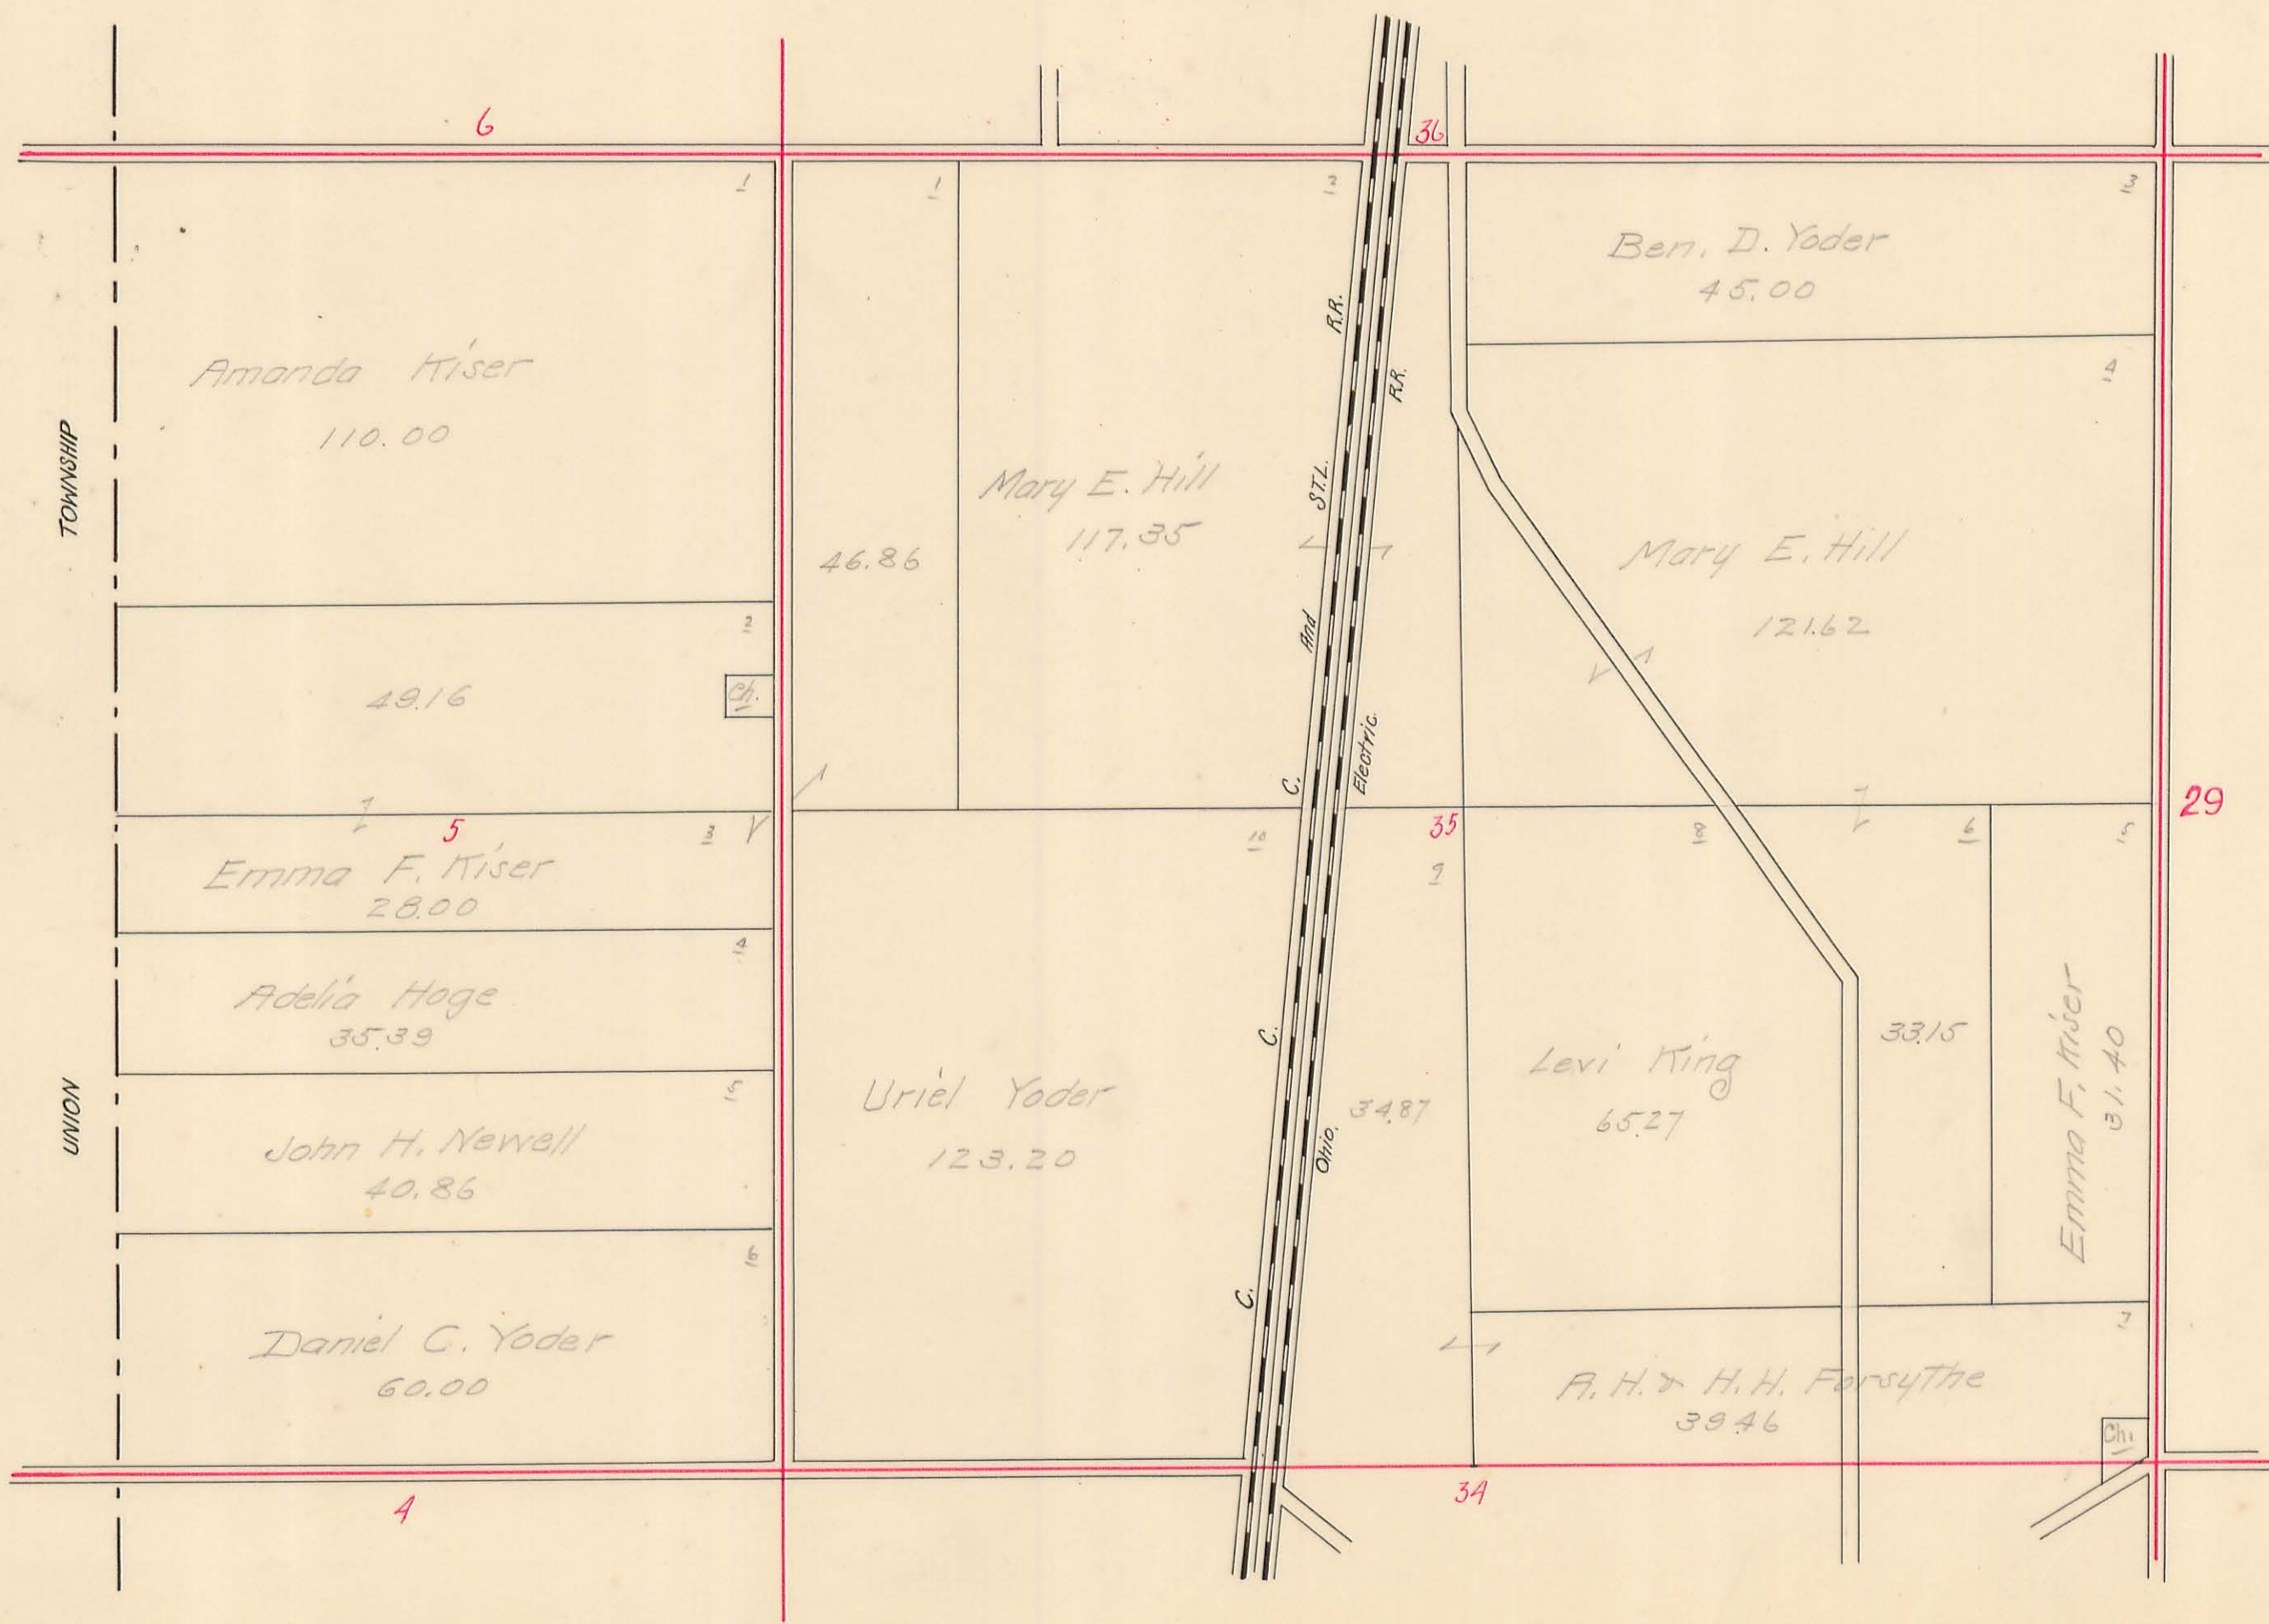 6
36
1
1
2
3
Ben. D. Yoder
45.00
R.R.
Amanda Kiser
110.00
R.R.
4
TOWNSHIP
Mary E. Hill
117.35
ST.L.
46.86
Mary E. Hill
121.62
And
2
49.16
Ch.
Electric.
C.
29
5
3
10
35
8
6
5
9
Emma F. Kiser
28.00
4
Adelia Hoge
35.39
C.
33.15
Emma F. Kiser
31.40
Levi King
65.27
UNION
5
Uriel Yoder
123.20
34.87
Ohio.
John H. Newell
40.86
6
C.
7
Daniel C. Yoder
60.00
A. H. & H. H. Forsythe
39.46
Ch.
4
34